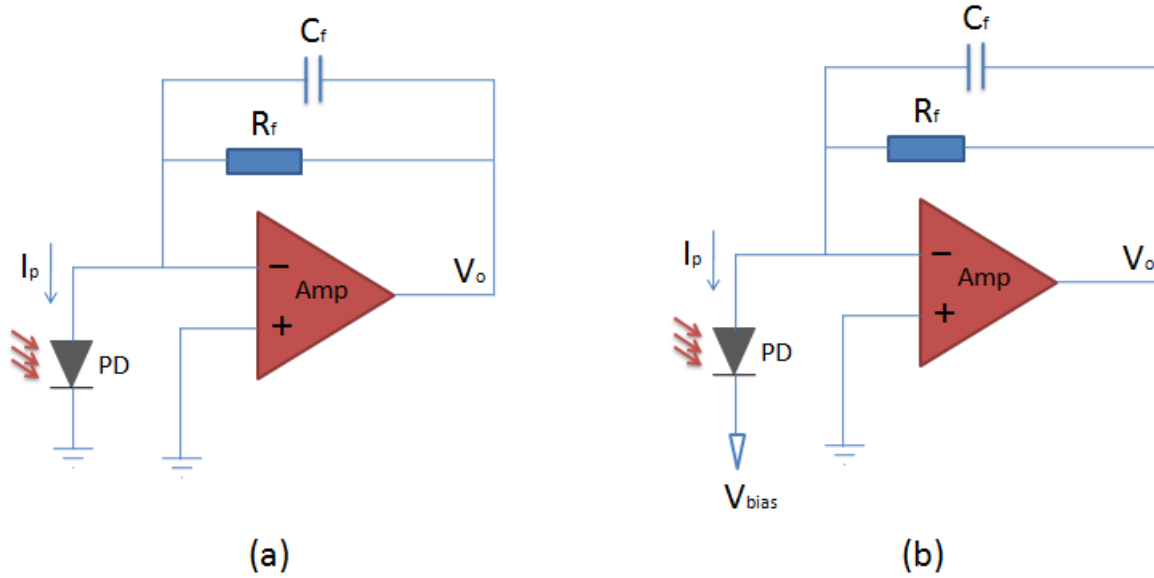 Cf
Rf
Ip
−
Amp
+
Vo
PD
(a)
Cf
Rf
Ip
−
Amp
+
Vo
PD
Vbias
(b)